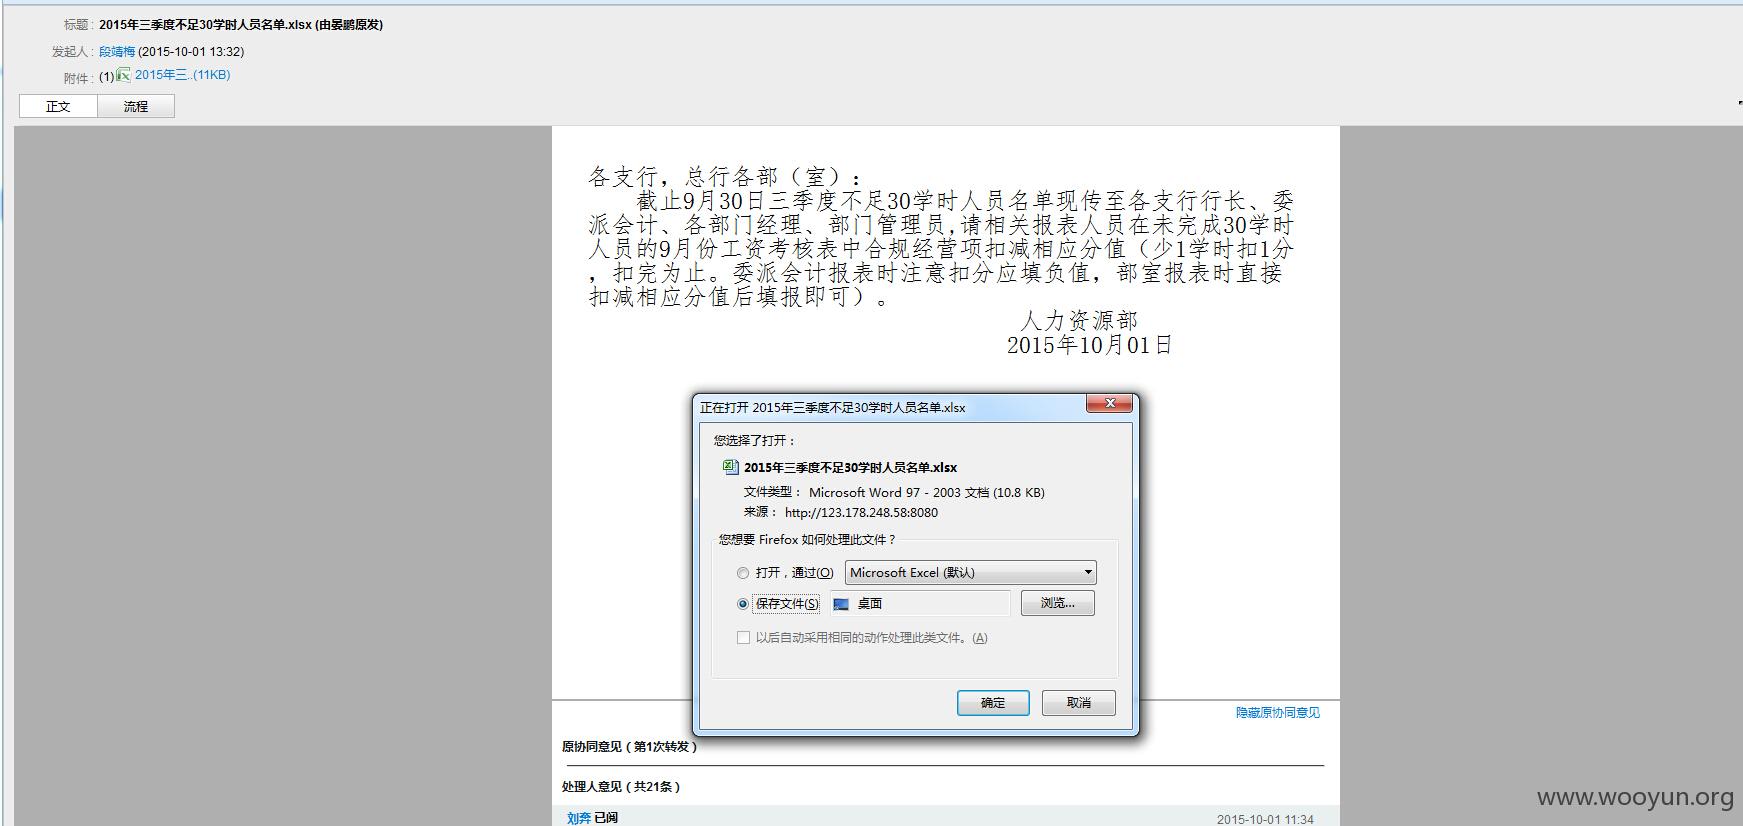 标题: 2015年三季度不足30学时人员名单.xlsx (由晏鹏原发)
发起人: 段靖梅 (2015-10-01 13:32)
附件: (1) 2015年三..(11KB)
正文 流程
各支行，总行各部（室）：
截止9月30日三季度不足30学时人员名单现传至各支行行长、委
派会计、各部门经理、部门管理员,请相关报表人员在未完成30学时
人员的9月份工资考核表中合规经营项扣减相应分值（少1学时扣1分
，扣完为止。委派会计报表时注意扣分应填负值，部室报表时直接
扣减相应分值后填报即可）。
人力资源部
2015年10月01日
正在打开 2015年三季度不足30学时人员名单.xlsx
您选择了打开：
2015年三季度不足30学时人员名单.xlsx
文件类型： Microsoft Word 97 - 2003 文档 (10.8 KB)
来源： http://123.178.248.58:8080
您想要 Firefox 如何处理此文件？
打开，通过(O) Microsoft Excel (默认)
保存文件(S) 桌面 浏览...
以后自动采用相同的动作处理此类文件。(A)
确定 取消
隐藏原协同意见
原协同意见（第1次转发）
处理人意见（共21条）
刘奔 已阅 2015-10-01 11:34
www.wooyun.org